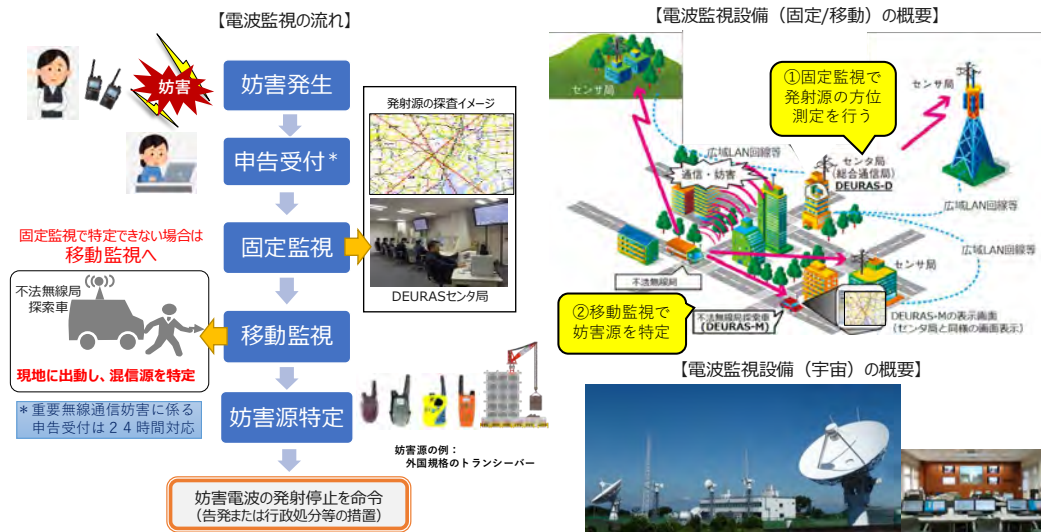 【電波監視の流れ】
妨害
妨害発生
申告受付*
固定監視
移動監視
妨害源特定
発射源の探査イメージ
DEURASセンタ局
固定監視で特定できない場合は
移動監視へ
不法無線局
探索車
現地に出動し、混信源を特定
*重要無線通信妨害に係る
申告受付は24時間対応
妨害源の例:
外国規格のトランシーバー
妨害電波の発射停止を命令
(告発または行政処分等の措置)
【電波監視設備(固定/移動)の概要】
センサ局
①固定監視で
発射源の方位
測定を行う
センサ局
広域LAN回線等
通信・妨害
センタ局
(総合通信局)
DEURAS-D
広域LAN回線等
広域LAN回線等
センサ局
不法無線局
②移動監視で
妨害源を特定
不法無線局探索車
(DEURAS-M)
DEURAS-Mの表示画面
(センタ局と同様の画面表示)
【電波監視設備(宇宙)の概要】